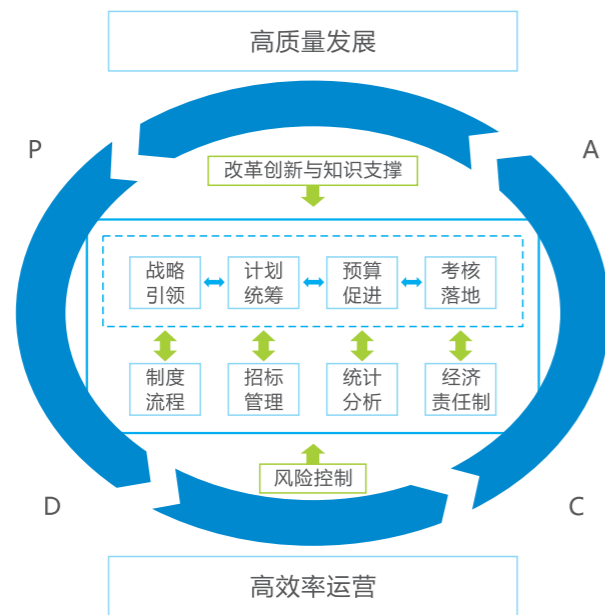 高质量发展
P
A
改革创新与知识支撑
战略
引领
计划
统筹
预算
促进
考核
落地
制度
流程
招标
管理
统计
分析
经济
责任制
风险控制
D
C
高效率运营